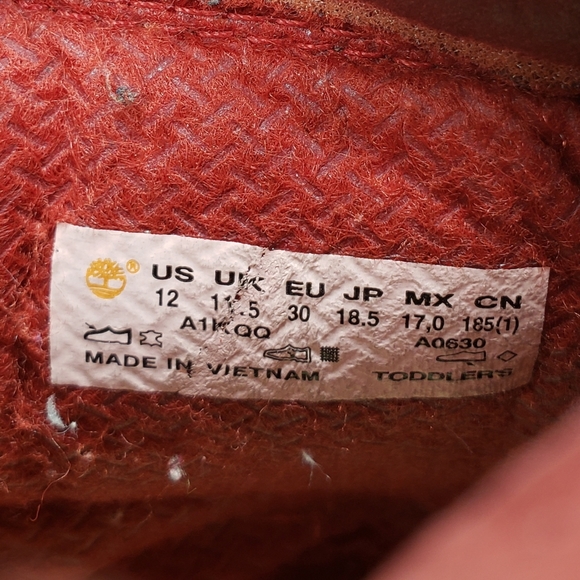 ® US UK EU JP MX CN
12 11.5 30 18.5 17,0 185(1)
A1KQQ A0630
MADE IN VIETNAM TODDLER'S